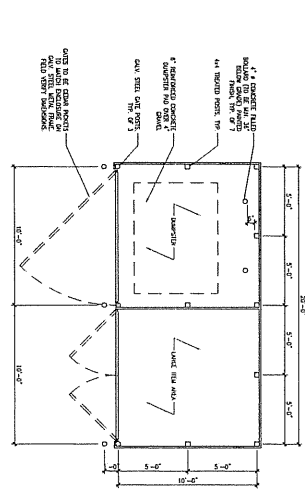 4" ø CONCRETE FILLED
BOLLARD (TO BE MIN. 36"
BELOW GRADE) PAINTED
FINISH, TYP. OF 7
4x4 TREATED POSTS, TYP.
6" REINFORCED CONCRETE
DUMPSTER PAD OVER 4"
GRAVEL
GALV. STEEL GATE POSTS,
TYP. OF 3
GATES TO BE CEDAR PICKETS
TO MATCH ENCLOSURE ON
GALV. STEEL METAL FRAME.
FIELD VERIFY DIMENSIONS.
20'-0"
5'-0"
5'-0"
5'-0"
5'-0"
DUMPSTER
LARGE ITEM AREA
10'-0"
10'-0"
5'-0"
5'-0"
10'-0"